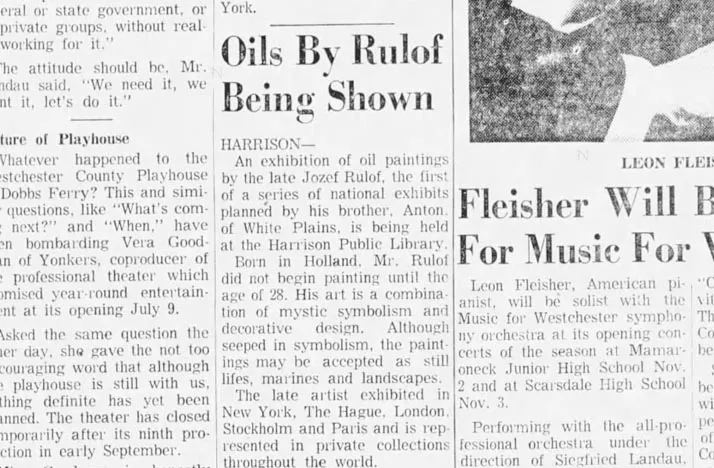 eral or state government, or
private groups, without real-
working for it."
The attitude should be, Mr.
ndau said, "We need it, we
nt it, let's do it."
ture of Playhouse
Whatever happened to the
estchester County Playhouse
Dobbs Ferry? This and simi-
questions, like "What's com-
next?" and "When," have
en bombarding Vera Good-
an of Yonkers, coproducer of
professional theater which
omised year-round entertain-
ent at its opening July 9.
Asked the same question the
her day, she gave the not too
couraging word that although
playhouse is still with us,
thing definite has yet been
anned. The theater has closed
mporarily after its ninth pro-
ction in early September.
York.
Oils By Rulof
Being Shown
HARRISON—
An exhibition of oil paintings
by the late Jozef Rulof, the first
of a series of national exhibits
planned by his brother, Anton,
of White Plains, is being held
at the Harrison Public Library.
Born in Holland, Mr. Rulof
did not begin painting until the
age of 28. His art is a combina-
tion of mystic symbolism and
decorative design. Although
seeped in symbolism, the paint-
ings may be accepted as still
lifes, marines and landscapes.
The late artist exhibited in
New York, The Hague, London,
Stockholm and Paris and is rep-
resented in private collections
throughout the world.
LEON FLEIS
Fleisher Will B
For Music For
Leon Fleisher, American pi-
anist, will be solist with the
Music for Westchester sympho-
ny orchestra at its opening con-
certs of the season at Mamar-
oneck Junior High School Nov.
2 and at Scarsdale High School
Nov. 3.
Performing with the all-pro-
fessional orchestra under the
direction of Siegfried Landau,